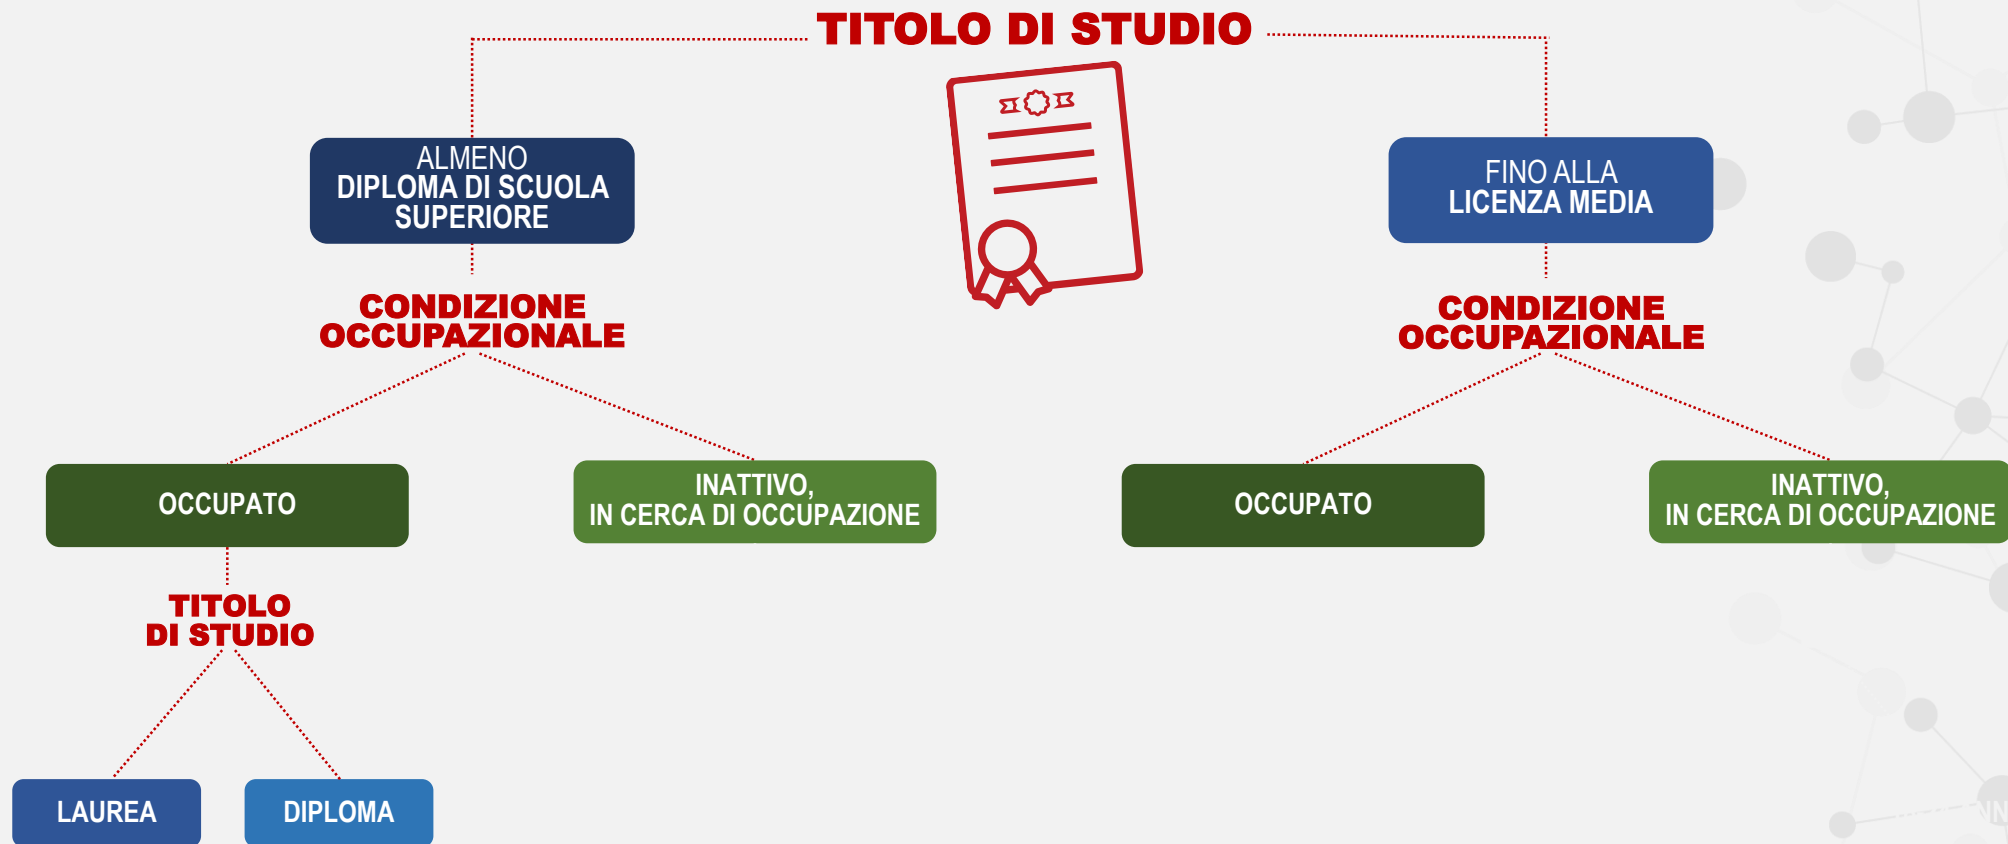 TITOLO DI STUDIO
ALMENO
DIPLOMA DI SCUOLA
SUPERIORE
FINO ALLA
LICENZA MEDIA
CONDIZIONE
OCCUPAZIONALE
CONDIZIONE
OCCUPAZIONALE
OCCUPATO
INATTIVO,
IN CERCA DI OCCUPAZIONE
OCCUPATO
INATTIVO,
IN CERCA DI OCCUPAZIONE
TITOLO
DI STUDIO
LAUREA
DIPLOMA